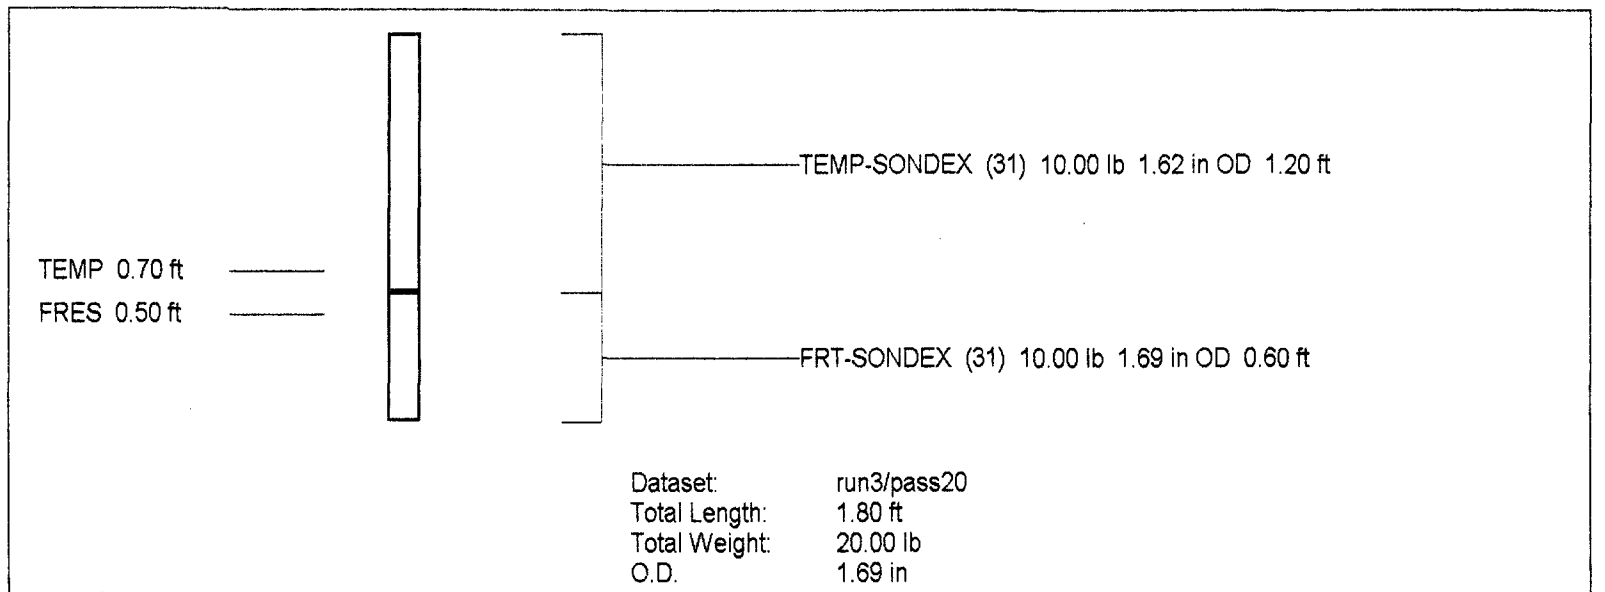 TEMP-SONDEX (31) 10.00 lb 1.62 in OD 1.20 ft
TEMP 0.70 ft
FRES 0.50 ft
FRT-SONDEX (31) 10.00 lb 1.69 in OD 0.60 ft
Dataset: run3/pass20
Total Length: 1.80 ft
Total Weight: 20.00 lb
O.D. 1.69 in